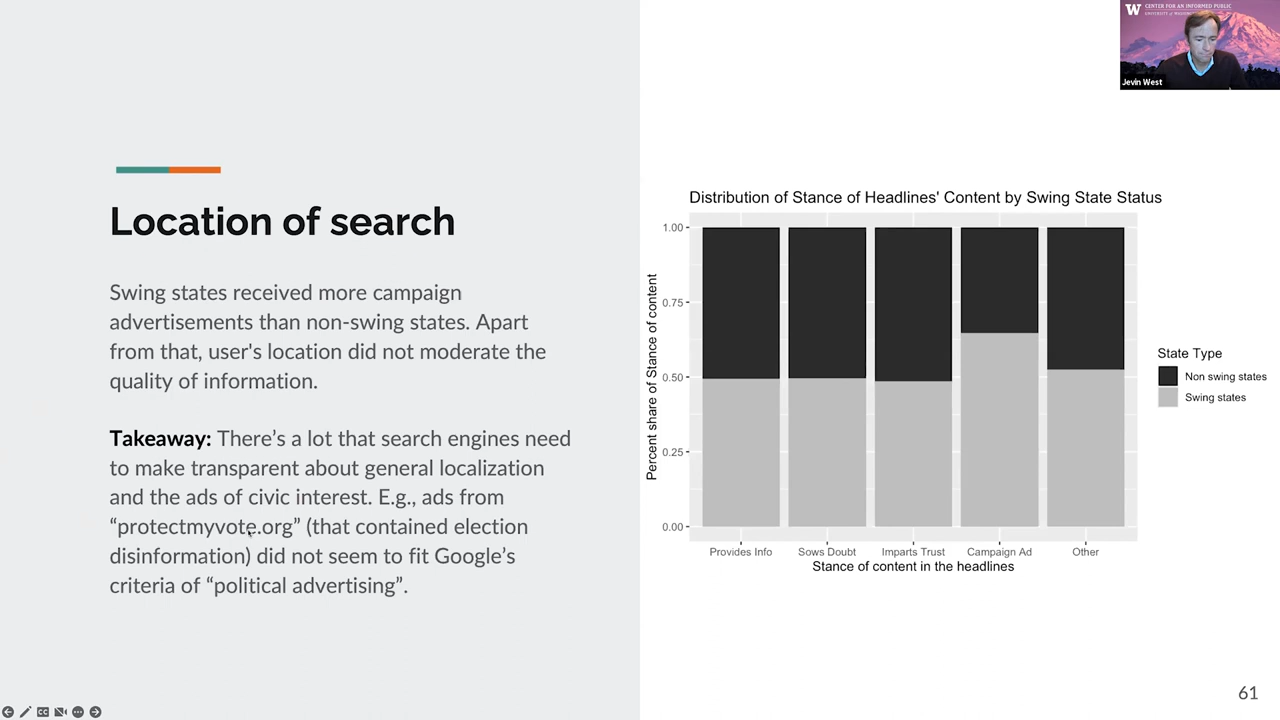 W CENTER FOR AN INFORMED PUBLIC
Jevin West
Location of search
Swing states received more campaign
advertisements than non-swing states. Apart
from that, user's location did not moderate the
quality of information.
Takeaway: There's a lot that search engines need
to make transparent about general localization
and the ads of civic interest. E.g., ads from
“protectmyvote.org” (that contained election
disinformation) did not seem to fit Google's
criteria of “political advertising”.
Distribution of Stance of Headlines' Content by Swing State Status
Percent share of Stance of content
1.00
0.75
0.50
0.25
0.00
Provides Info Sows Doubt Imparts Trust Campaign Ad Other
Stance of content in the headlines
State Type
Non swing states
Swing states
61